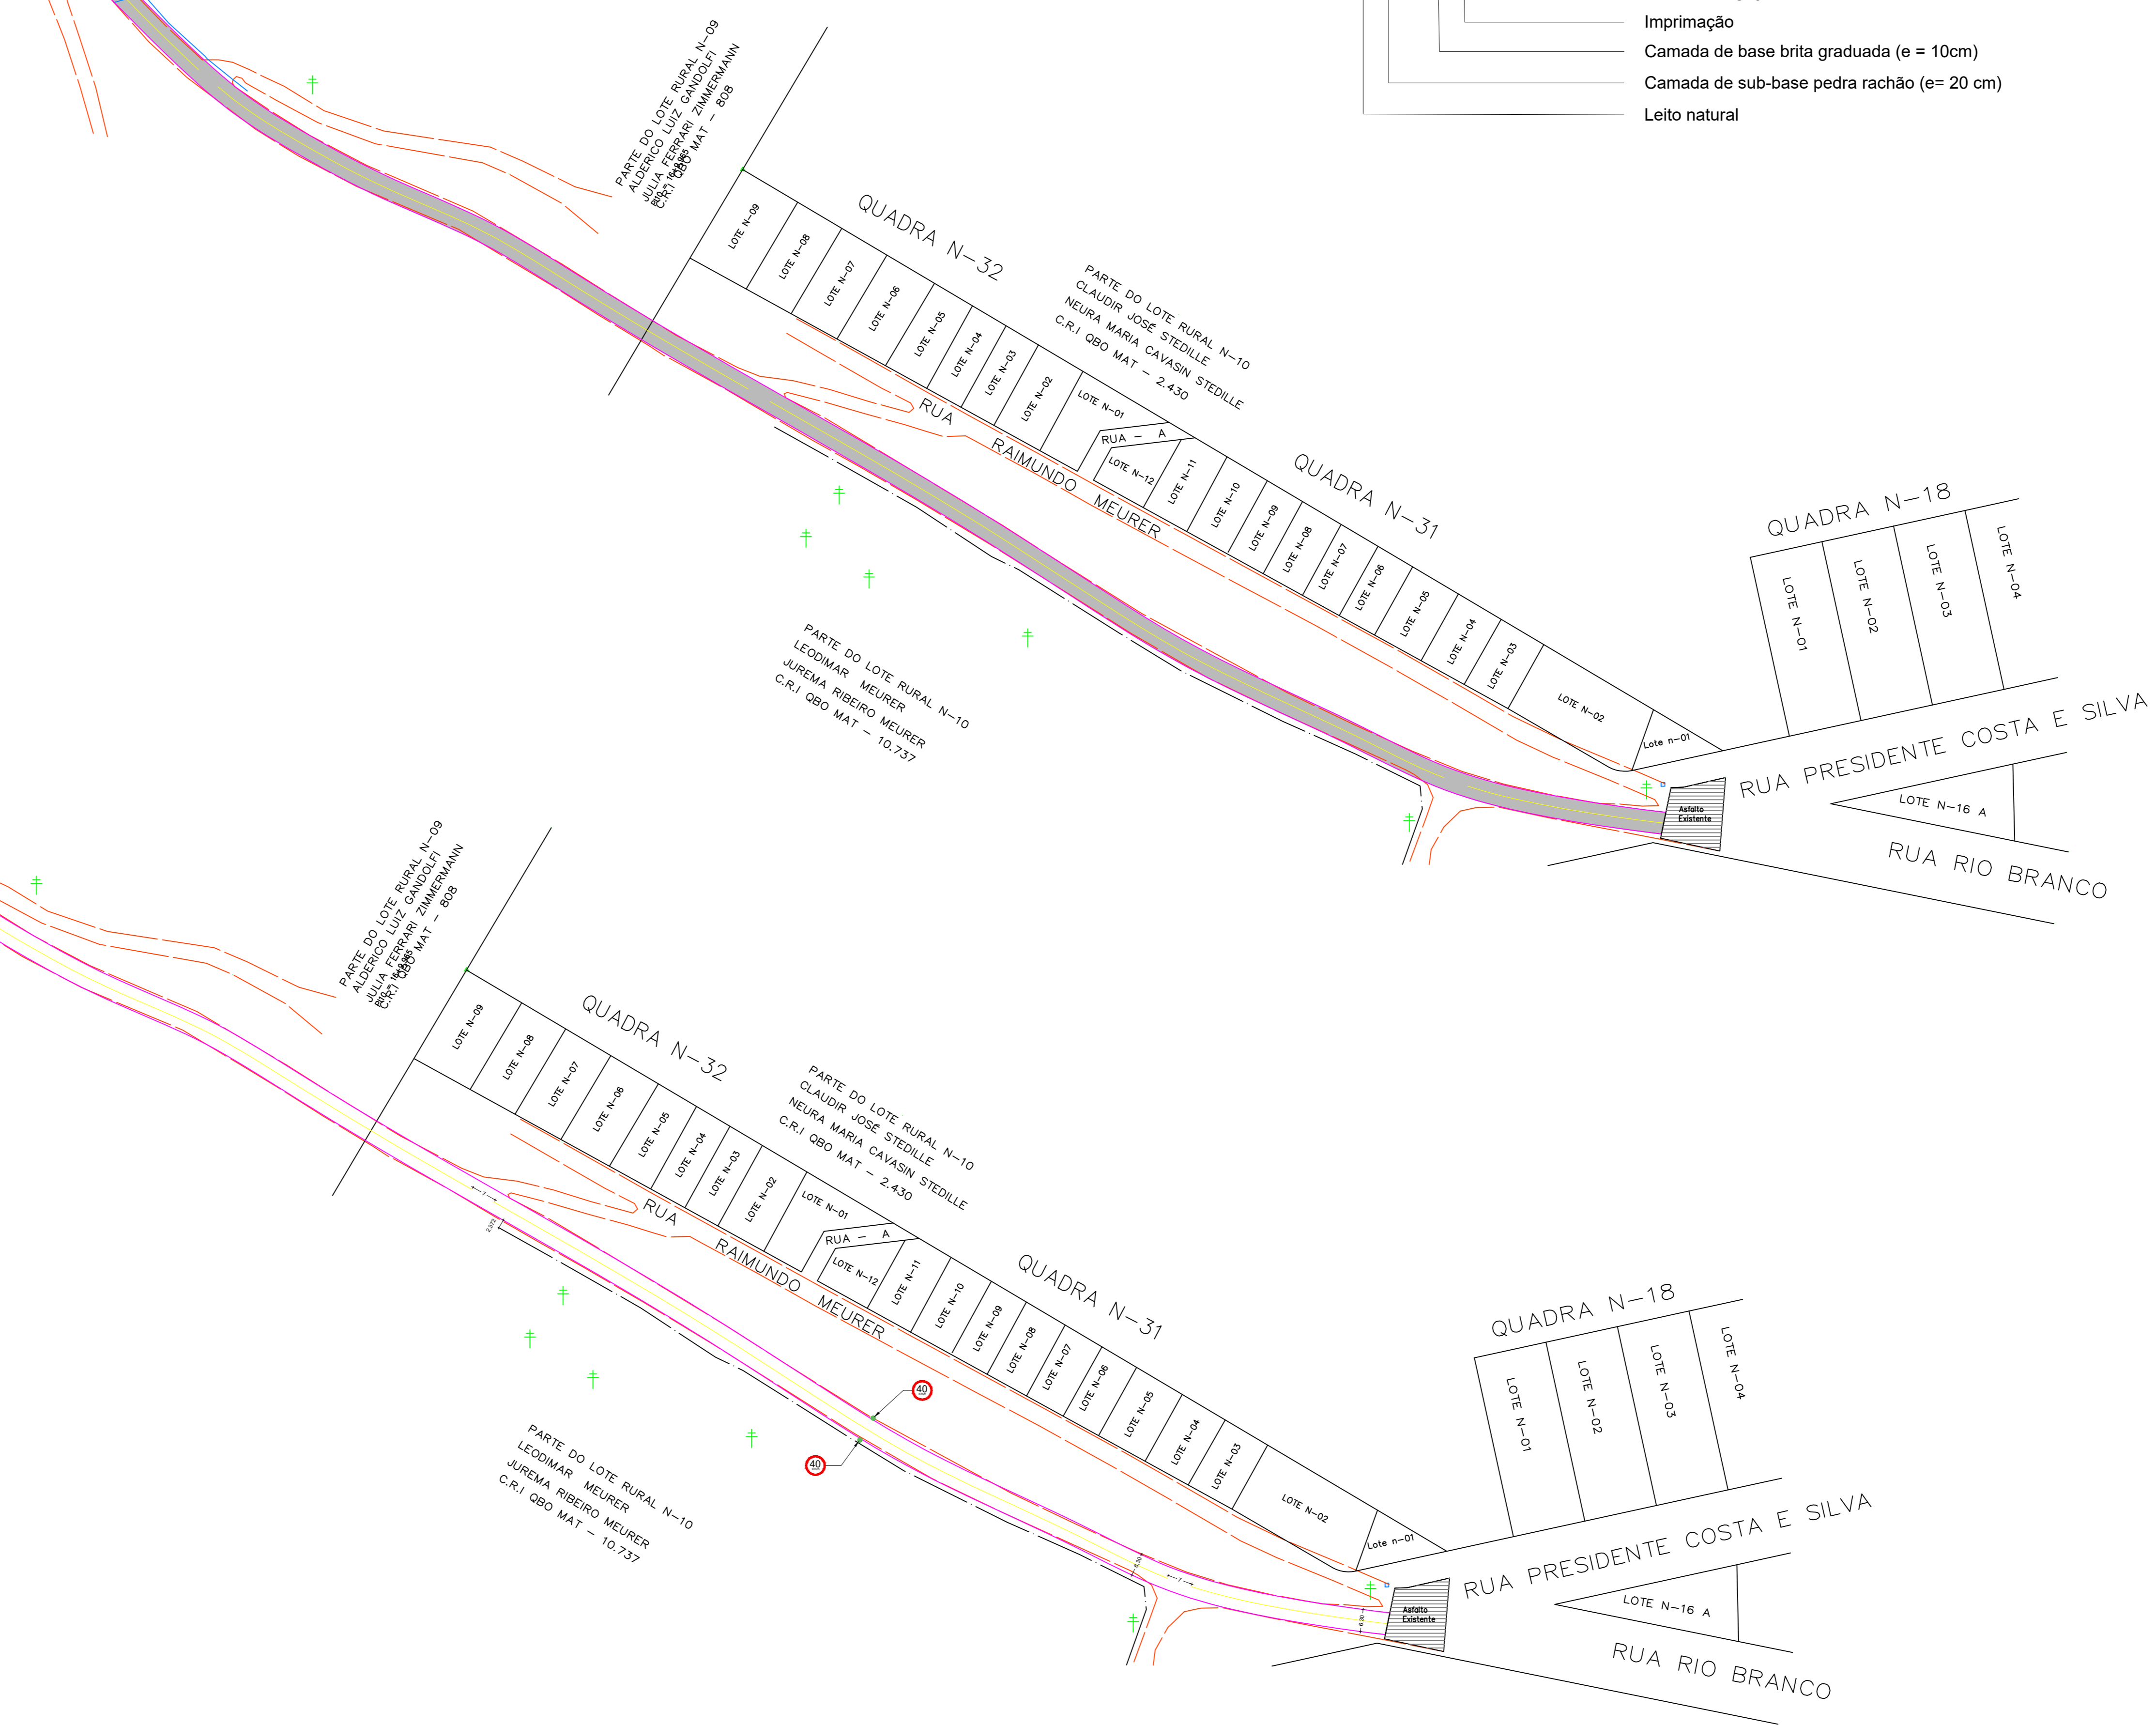 Imprimação
Camada de base brita graduada (e = 10cm)
Camada de sub-base pedra rachão (e= 20 cm)
Leito natural
PARTE DO LOTE RURAL N-09
ALDERICO LUIZ GANDOLFI
JULIA FERRARI ZIMMERMANN
C.R.I QBO MAT - 808
QUADRA N-32
LOTE N-09
LOTE N-08
LOTE N-07
LOTE N-06
LOTE N-05
LOTE N-04
LOTE N-03
LOTE N-02
LOTE N-01
PARTE DO LOTE RURAL N-10
CLAUDIR JOSÉ STEDILLE
NEURA MARIA CAVASIN STEDILLE
C.R.I QBO MAT - 2.430
RUA - A
RUA RAIMUNDO MEURER
QUADRA N-31
LOTE N-12
LOTE N-11
LOTE N-10
LOTE N-09
LOTE N-08
LOTE N-07
LOTE N-06
LOTE N-05
LOTE N-04
LOTE N-03
LOTE N-02
Lote n-01
QUADRA N-18
LOTE N-01
LOTE N-02
LOTE N-03
LOTE N-04
RUA PRESIDENTE COSTA E SILVA
Asfalto
Existente
LOTE N-16 A
RUA RIO BRANCO
PARTE DO LOTE RURAL N-10
LEODIMAR MEURER
JUREMA RIBEIRO MEURER
C.R.I QBO MAT - 10.737
PARTE DO LOTE RURAL N-09
ALDERICO LUIZ GANDOLFI
JULIA FERRARI ZIMMERMANN
C.R.I QBO MAT - 808
QUADRA N-32
LOTE N-09
LOTE N-08
LOTE N-07
LOTE N-06
LOTE N-05
LOTE N-04
LOTE N-03
LOTE N-02
LOTE N-01
PARTE DO LOTE RURAL N-10
CLAUDIR JOSÉ STEDILLE
NEURA MARIA CAVASIN STEDILLE
C.R.I QBO MAT - 2.430
RUA - A
RUA RAIMUNDO MEURER
QUADRA N-31
LOTE N-12
LOTE N-11
LOTE N-10
LOTE N-09
LOTE N-08
LOTE N-07
LOTE N-06
LOTE N-05
LOTE N-04
LOTE N-03
LOTE N-02
Lote n-01
7
2,372
40
40
6,30
7
6,30
QUADRA N-18
LOTE N-01
LOTE N-02
LOTE N-03
LOTE N-04
RUA PRESIDENTE COSTA E SILVA
Asfalto
Existente
LOTE N-16 A
RUA RIO BRANCO
PARTE DO LOTE RURAL N-10
LEODIMAR MEURER
JUREMA RIBEIRO MEURER
C.R.I QBO MAT - 10.737